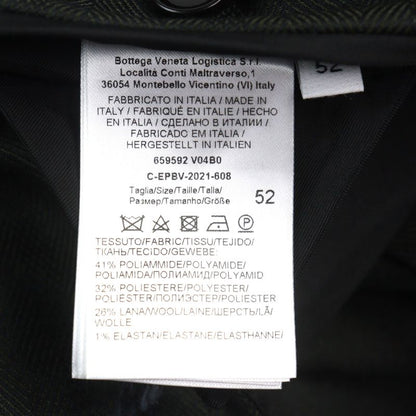 Bottega Veneta Logistica S.r.l.
Località Conti Maltraverso,1
36054 Montebello Vicentino (VI) Italy
52
FABBRICATO IN ITALIA / MADE IN
ITALY / FABRIQUÉ EN ITALIE / HECHO
EN ITALIA / СДЕЛАНО В ИТАЛИИ /
FABRICADO EM ITÁLIA /
HERGESTELLT IN ITALIEN
659592 V04B0
C-EPBV-2021-608
Taglia/Size/Taille/Talla/
Размер/Tamanho/Größe
52
P
TESSUTO/FABRIC/TISSU/TEJIDO/
ТКАНЬ/TECIDO/GEWEBE:
41% POLIAMMIDE/POLYAMIDE/
POLIAMIDA/ПОЛИАМИД/POLYAMID
32% POLIESTERE/POLYESTER/
POLIÉSTER/ПОЛИЭСТЕР/POLYESTER
26% LANA/WOOL/LAINE/ШЕРСТЬ/LÃ/
WOLLE
1% ELASTAN/ELASTANE/ELASTHANNE/